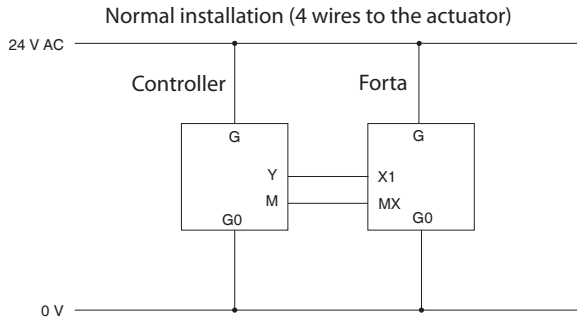 Normal installation (4 wires to the actuator)
24 V AC
Controller
Forta
G
G
Y
X1
M
MX
G0
G0
0 V